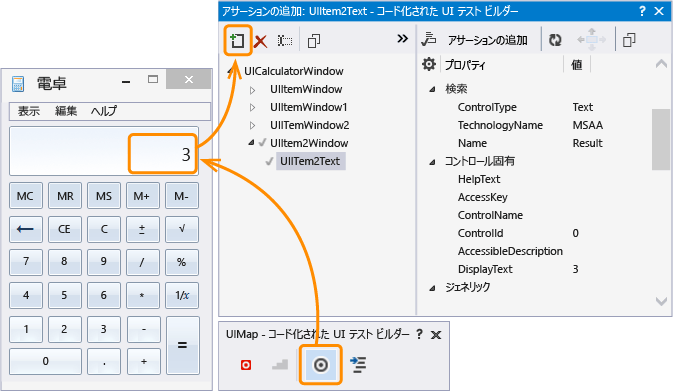 アサーションの追加: UIItem2Text - コード化された UI テスト ビルダー ? ×
» アサーションの追加
UICalculatorWindow
UIItemWindow
UIItemWindow1
UIITemWindow2
UIItem2Window
UIITem2Text
プロパティ 値
検索
ControlType Text
TechnologyName MSAA
Name Result
コントロール固有
HelpText
AccessKey
ControlName
ControlId 0
AccessibleDescription
DisplayText 3
ジェネリック
電卓
表示 編集 ヘルプ
3
MC MR MS M+ M-
← CE C ± √
7 8 9 / %
4 5 6 * 1/x
1 2 3 - =
0 . +
UIMap - コード化された UI テスト ビルダー ? ×